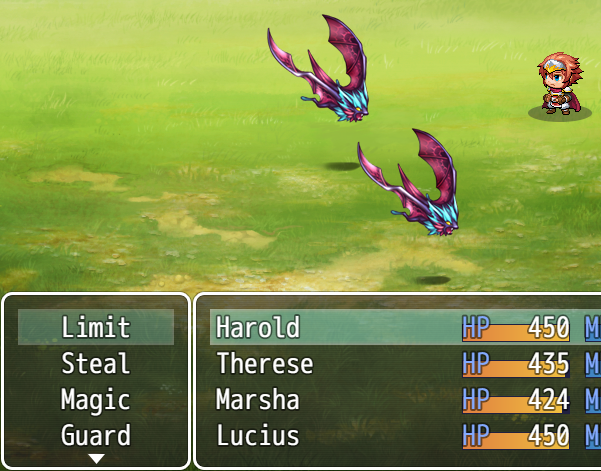 Limit Harold HP 450 M
Steal Therese HP 435 M
Magic Marsha HP 424 M
Guard Lucius HP 450 M